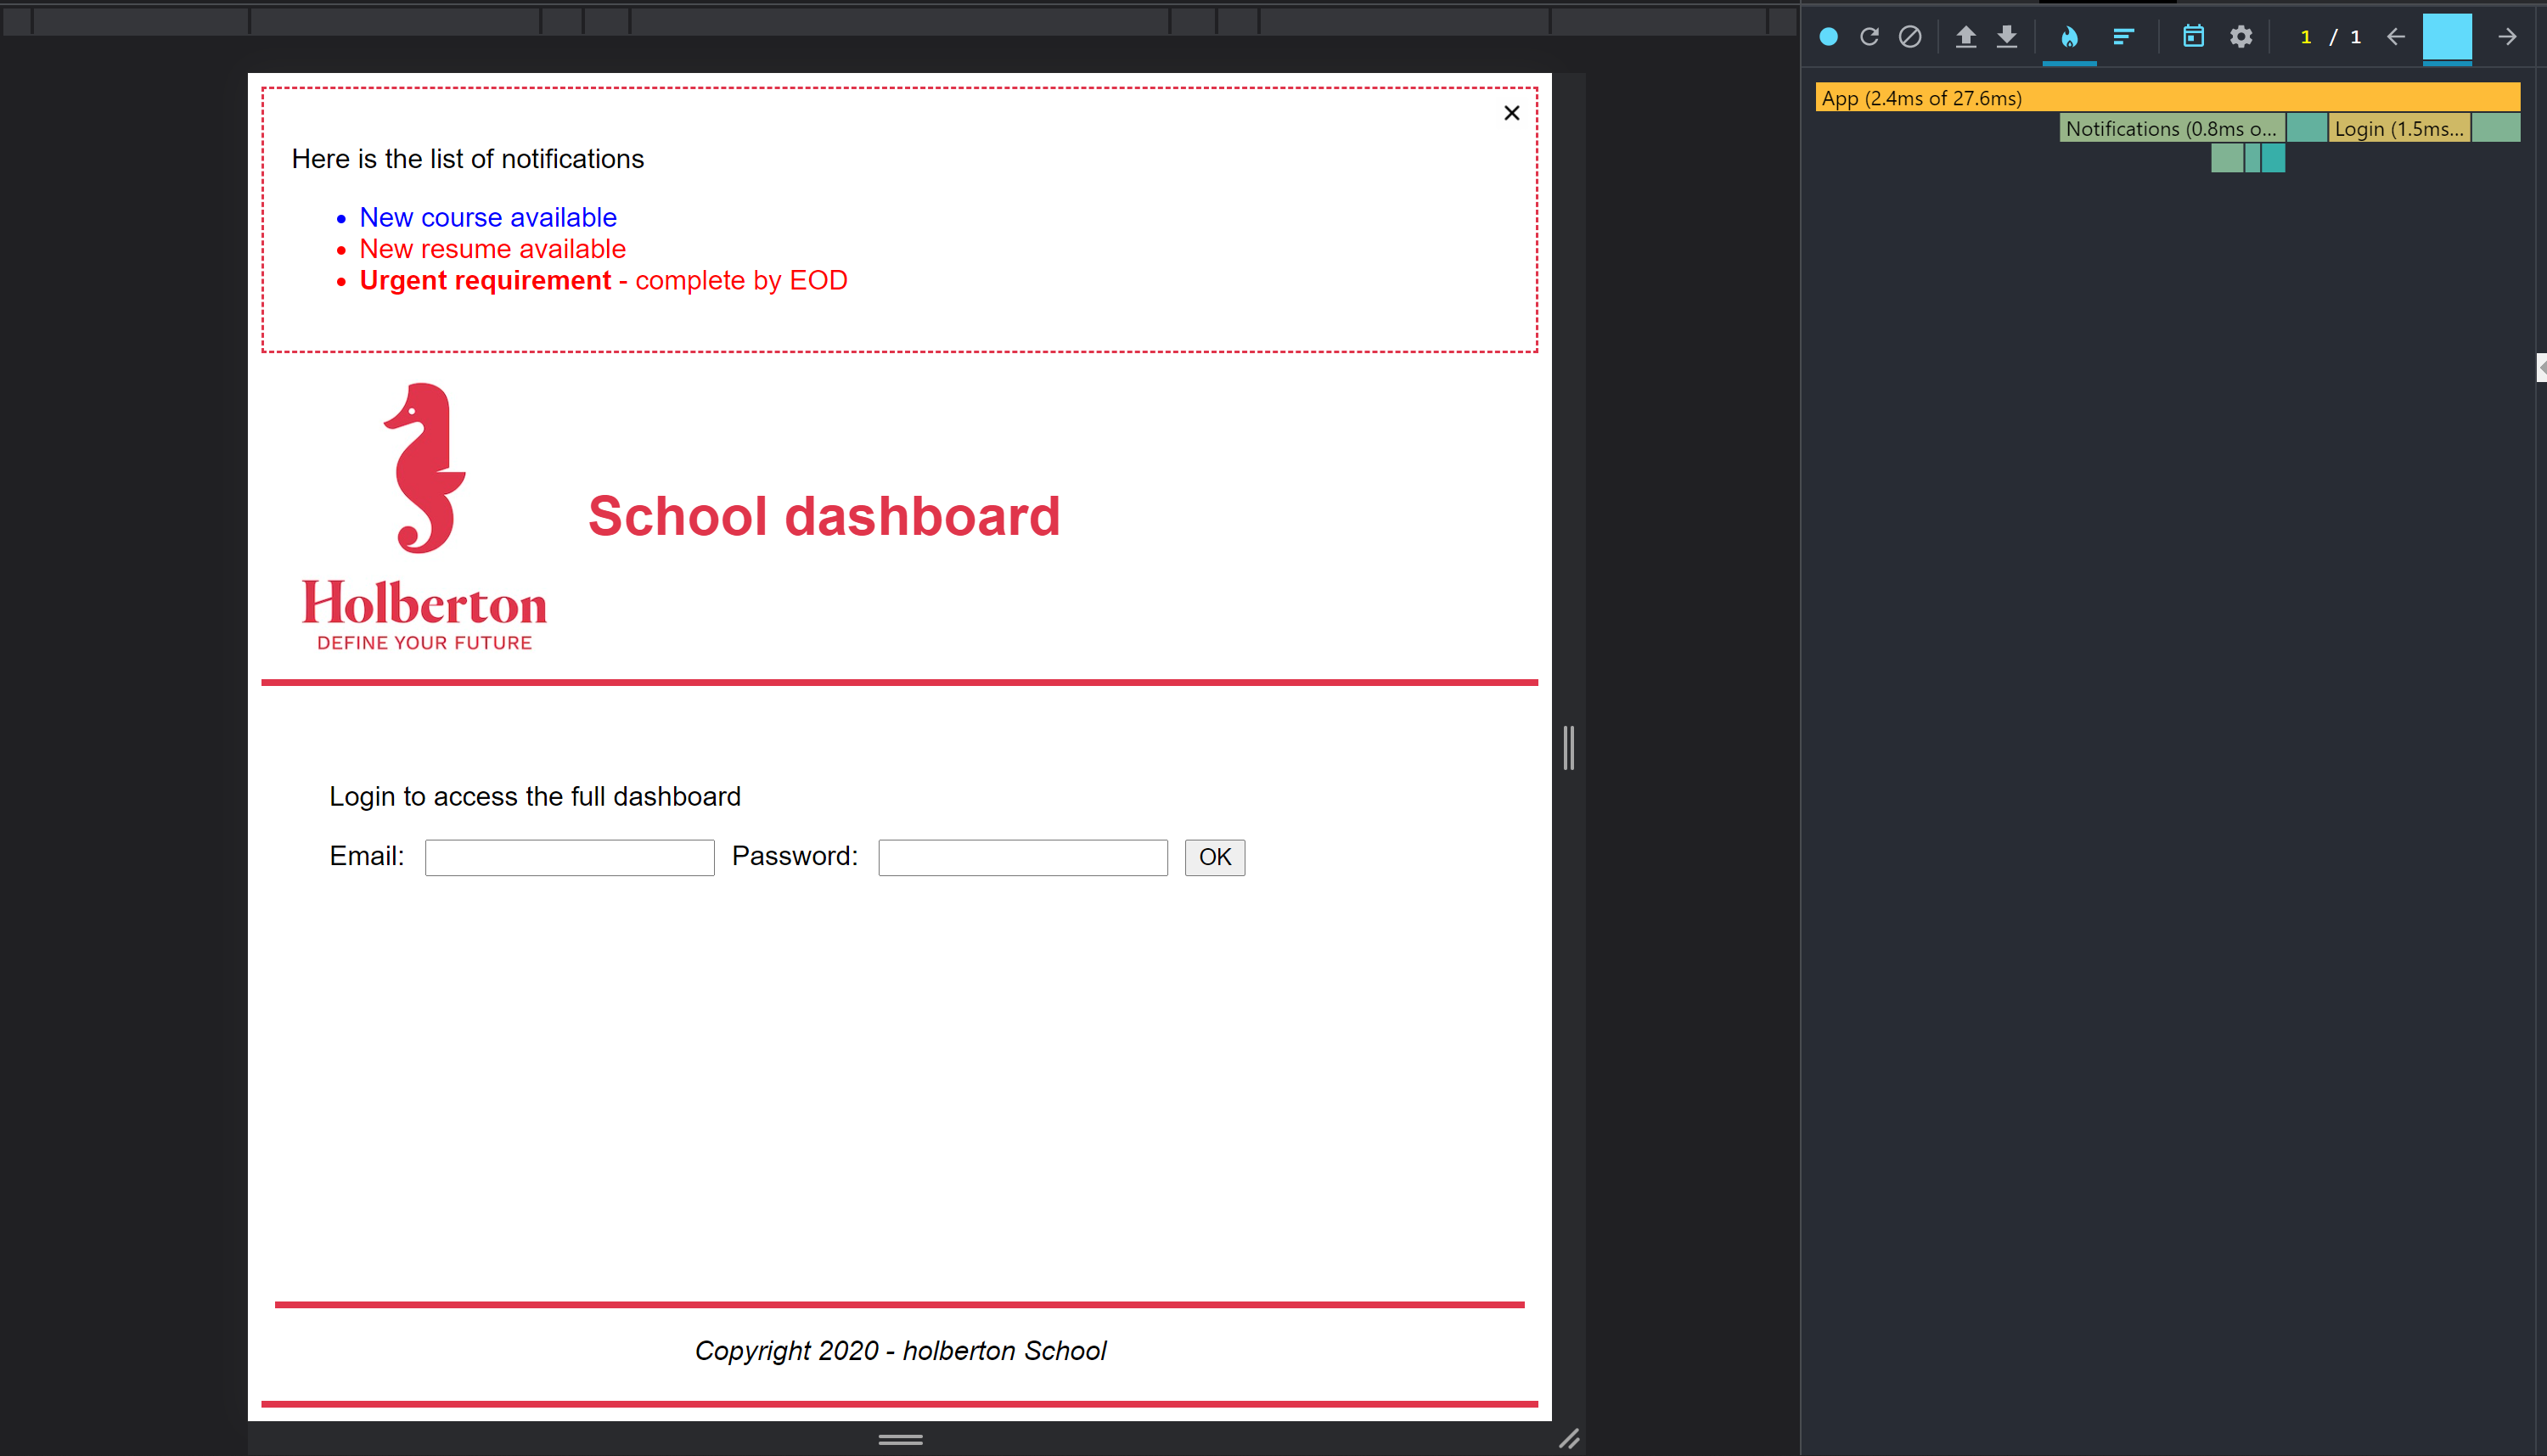 Here is the list of notifications
New course available
New resume available
Urgent requirement - complete by EOD
School dashboard
Holberton
DEFINE YOUR FUTURE
Login to access the full dashboard
Email: Password: OK
Copyright 2020 - holberton School
1 / 1
App (2.4ms of 27.6ms)
Notifications (0.8ms o... Login (1.5ms...